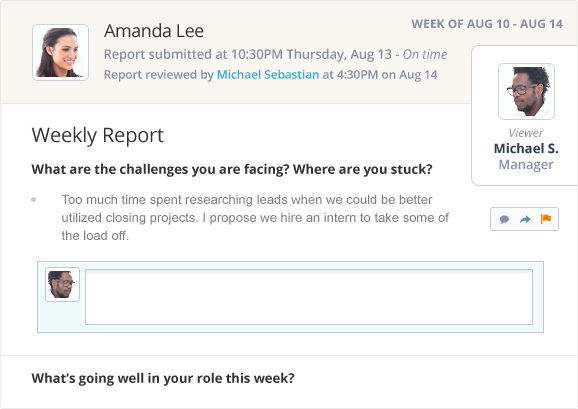 Amanda Lee
WEEK OF AUG 10 - AUG 14
Report submitted at 10:30PM Thursday, Aug 13 - On time
Report reviewed by Michael Sebastian at 4:30PM on Aug 14
Viewer
Michael S.
Manager
Weekly Report
What are the challenges you are facing? Where are you stuck?
Too much time spent researching leads when we could be better
utilized closing projects. I propose we hire an intern to take some of
the load off.
What's going well in your role this week?